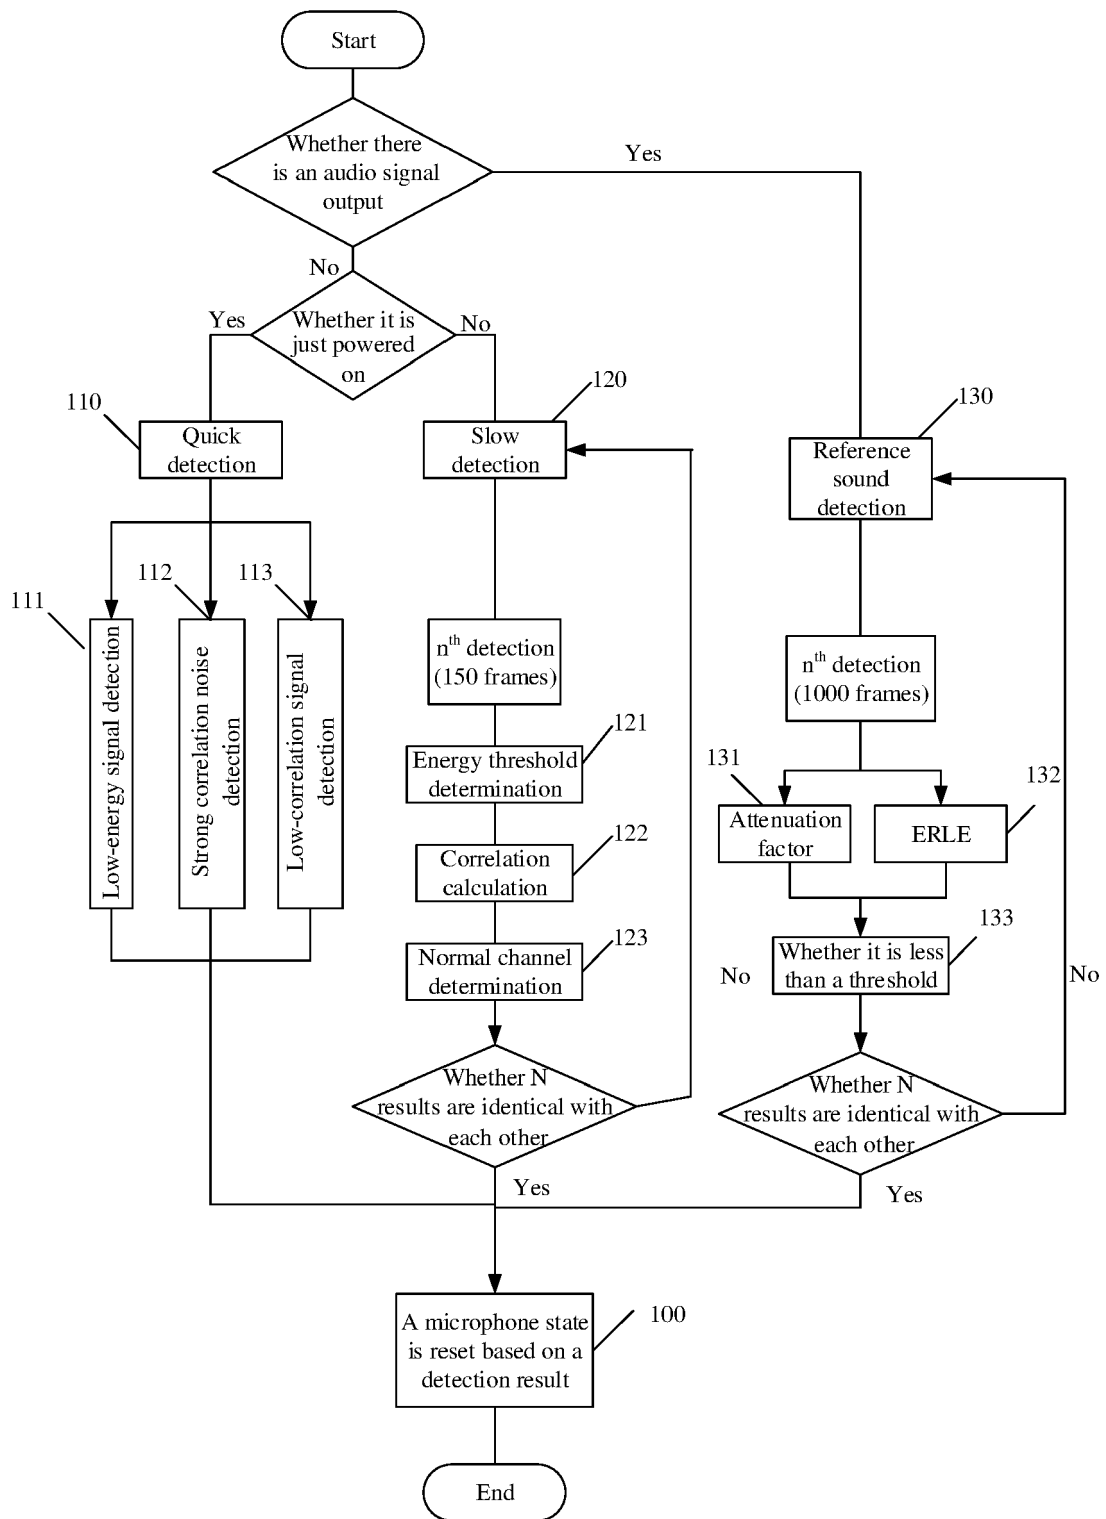 Start
Whether there
is an audio signal
output
Yes
No
Whether it is
just powered
on
Yes
No
110
Quick
detection
120
Slow
detection
130
Reference
sound
detection
111
Low-energy signal detection
112
Strong correlation noise
detection
113
Low-correlation signal
detection
nth detection
(150 frames)
121
Energy threshold
determination
122
Correlation
calculation
123
Normal channel
determination
Whether N
results are identical with
each other
Yes
nth detection
(1000 frames)
131
Attenuation
factor
132
ERLE
133
Whether it is less
than a threshold
No
No
Whether N
results are identical with
each other
Yes
A microphone state
is reset based on a
detection result
100
End